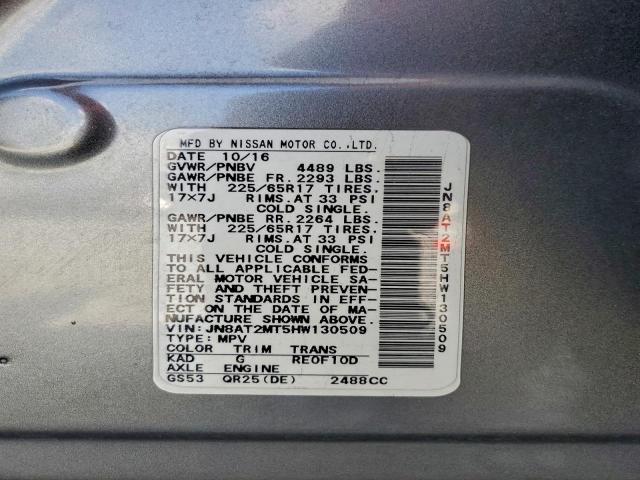 MFD BY NISSAN MOTOR CO.,LTD.
DATE 10/16
GVWR/PNBV 4489 LBS.
GAWR/PNBE FR. 2293 LBS.
WITH 225/65R17 TIRES.
17×7J RIMS.AT 33 PSI
COLD SINGLE.
GAWR/PNBE RR. 2264 LBS.
WITH 225/65R17 TIRES.
17×7J RIMS.AT 33 PSI
COLD SINGLE.
THIS VEHICLE CONFORMS
TO ALL APPLICABLE FED-
ERAL MOTOR VEHICLE SA-
FETY AND THEFT PREVEN-
TION STANDARDS IN EFF-
ECT ON THE DATE OF MA-
NUFACTURE SHOWN ABOVE.
VIN:JN8AT2MT5HW130509
TYPE:MPV
COLOR TRIM TRANS
KAD G RE0F10D
AXLE ENGINE
GS53 QR25(DE) 2488CC
JN8AT2MT5HW130509